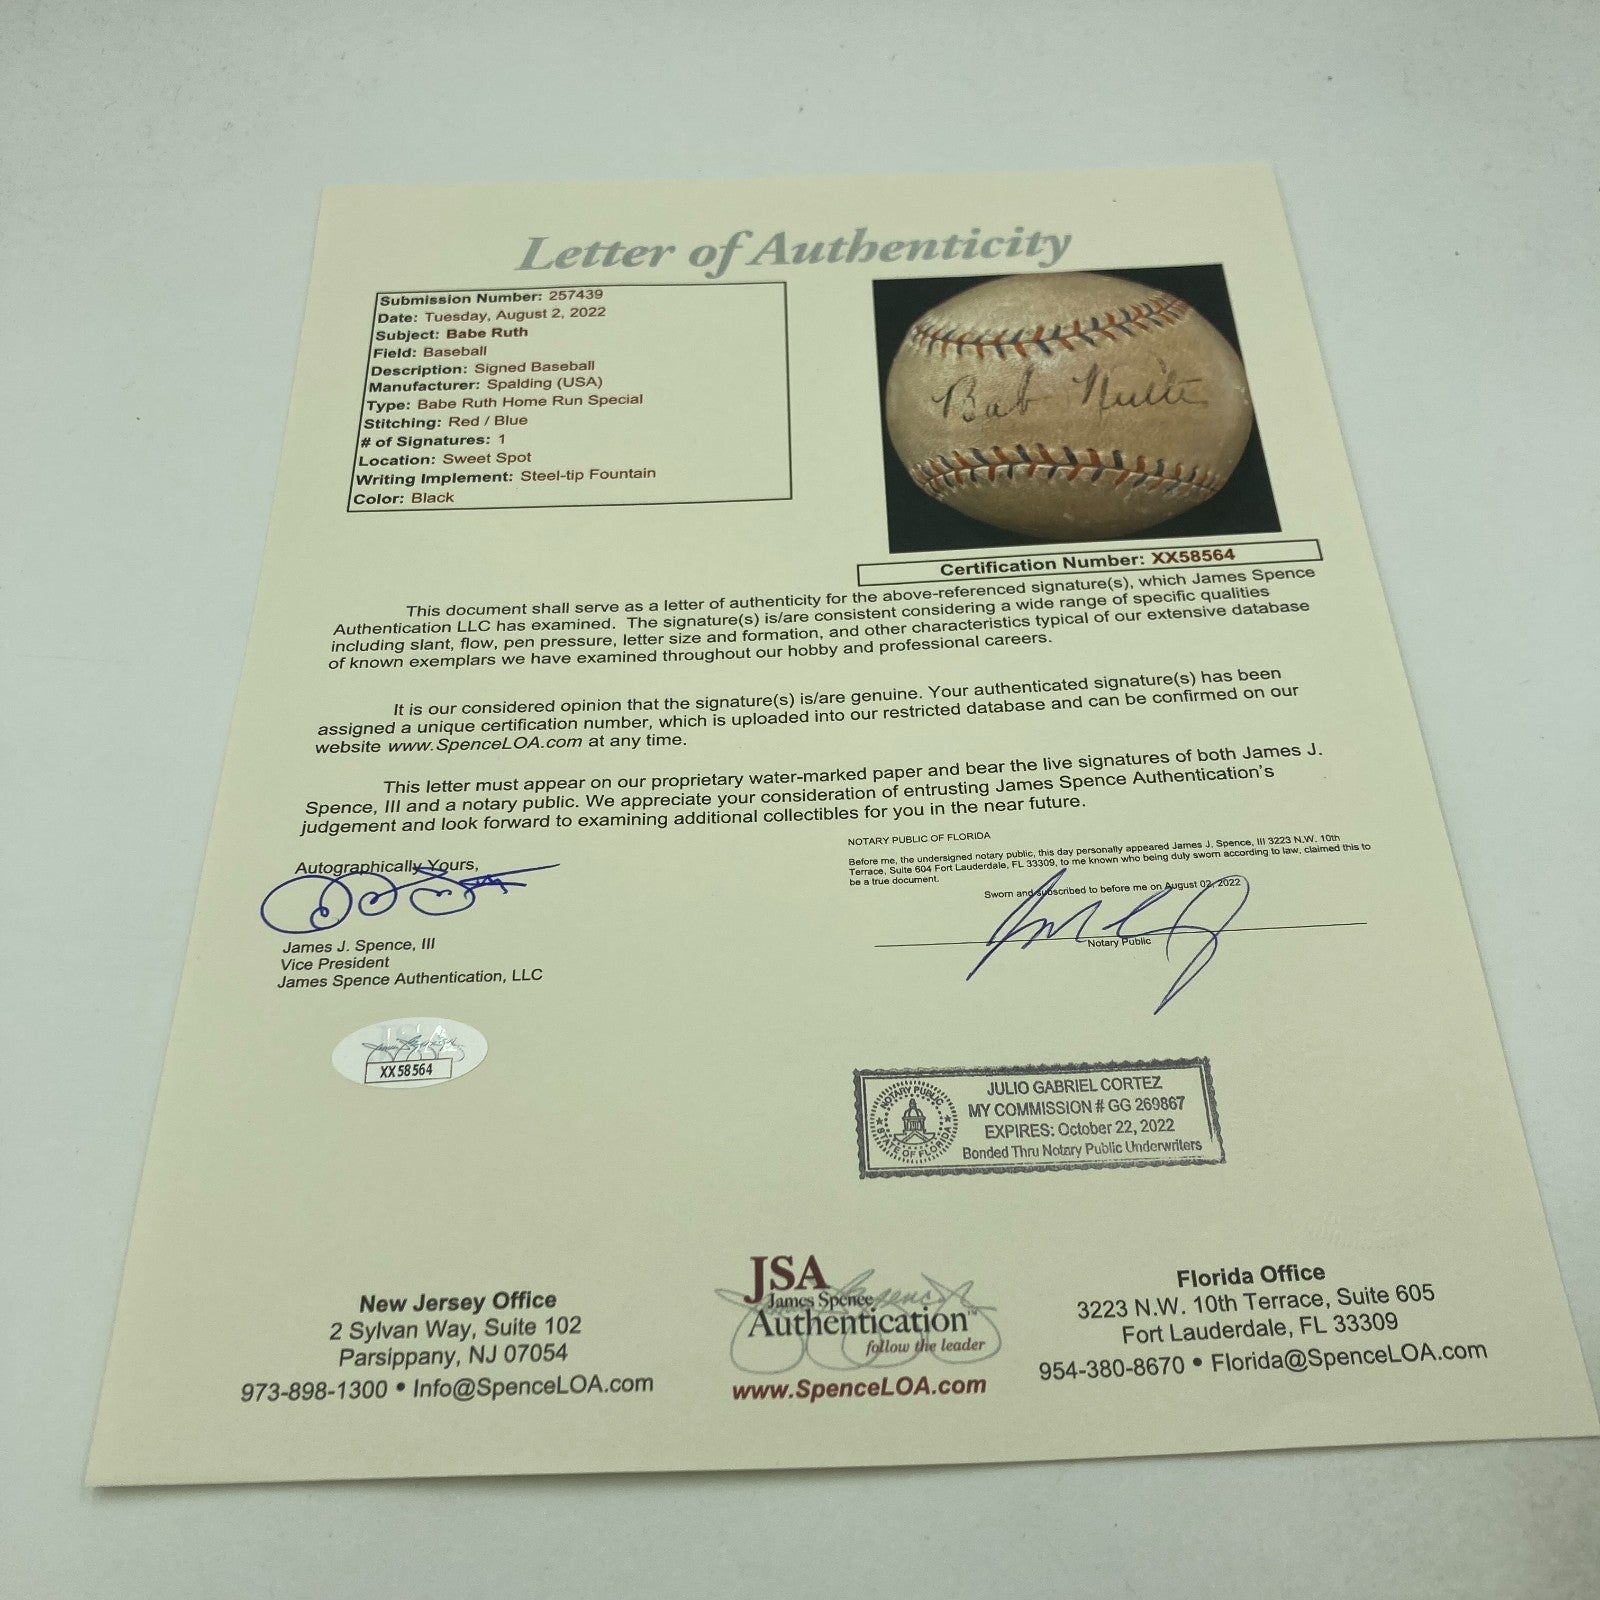 Letter of Authenticity
Submission Number: 257439
Date: Tuesday, August 2, 2022
Subject: Babe Ruth
Field: Baseball
Description: Signed Baseball
Manufacturer: Spalding (USA)
Type: Babe Ruth Home Run Special
Stitching: Red / Blue
# of Signatures: 1
Location: Sweet Spot
Writing Implement: Steel-tip Fountain
Color: Black
Babe Ruth
Certification Number: XX58564
This document shall serve as a letter of authenticity for the above-referenced signature(s), which James Spence
Authentication LLC has examined. The signature(s) is/are consistent considering a wide range of specific qualities
including slant, flow, pen pressure, letter size and formation, and other characteristics typical of our extensive database
of known exemplars we have examined throughout our hobby and professional careers.
It is our considered opinion that the signature(s) is/are genuine. Your authenticated signature(s) has been
assigned a unique certification number, which is uploaded into our restricted database and can be confirmed on our
website www.SpenceLOA.com at any time.
This letter must appear on our proprietary water-marked paper and bear the live signatures of both James J.
Spence, III and a notary public. We appreciate your consideration of entrusting James Spence Authentication's
judgement and look forward to examining additional collectibles for you in the near future.
Autographically Yours,
James J. Spence, III
Vice President
James Spence Authentication, LLC
NOTARY PUBLIC OF FLORIDA
Before me, the undersigned notary public, this day personally appeared James J. Spence, III 3223 N.W. 10th
Terrace, Suite 604 Fort Lauderdale, FL 33309, to me known who being duly sworn according to law, claimed this to
be a true document.
Sworn and subscribed to before me on August 02, 2022
Notary Public
JSA
XX58564
NOTARY PUBLIC
STATE OF FLORIDA
JULIO GABRIEL CORTEZ
MY COMMISSION # GG 269867
EXPIRES: October 22, 2022
Bonded Thru Notary Public Underwriters
New Jersey Office
2 Sylvan Way, Suite 102
Parsippany, NJ 07054
973-898-1300 • Info@SpenceLOA.com
JSA
James Spence
Authentication™
follow the leader
www.SpenceLOA.com
Florida Office
3223 N.W. 10th Terrace, Suite 605
Fort Lauderdale, FL 33309
954-380-8670 • Florida@SpenceLOA.com